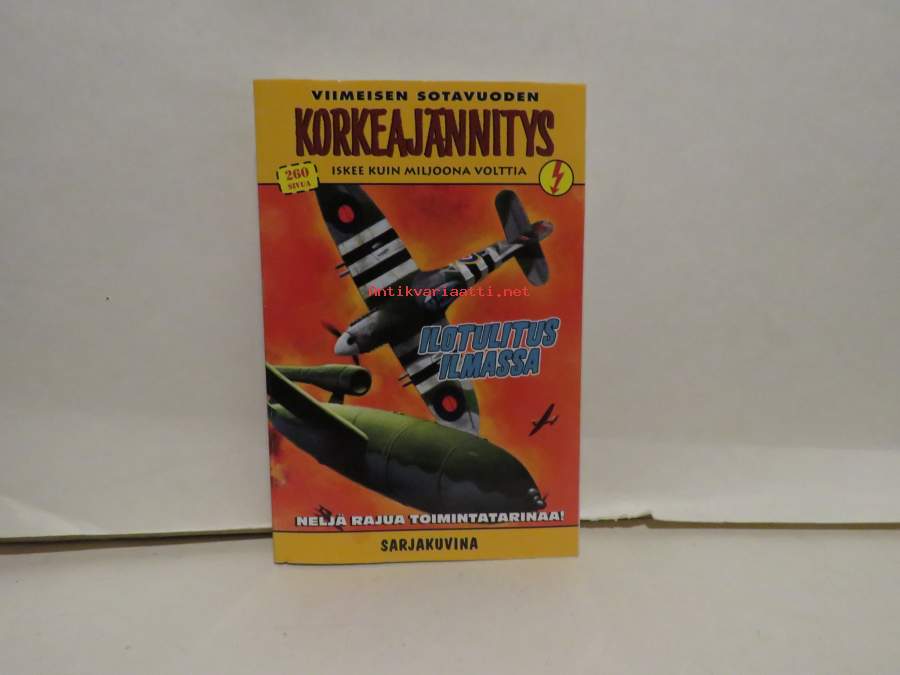 VIIMEISEN SOTAVUODEN
KORKEAJÄNNITYS
260
SIVUA
ISKEE KUIN MILJOONA VOLTTIA
Antikvariaatti.net
ILOTULITUS
ILMASSA
NELJÄ RAJUA TOIMINTATARINAA!
SARJAKUVINA